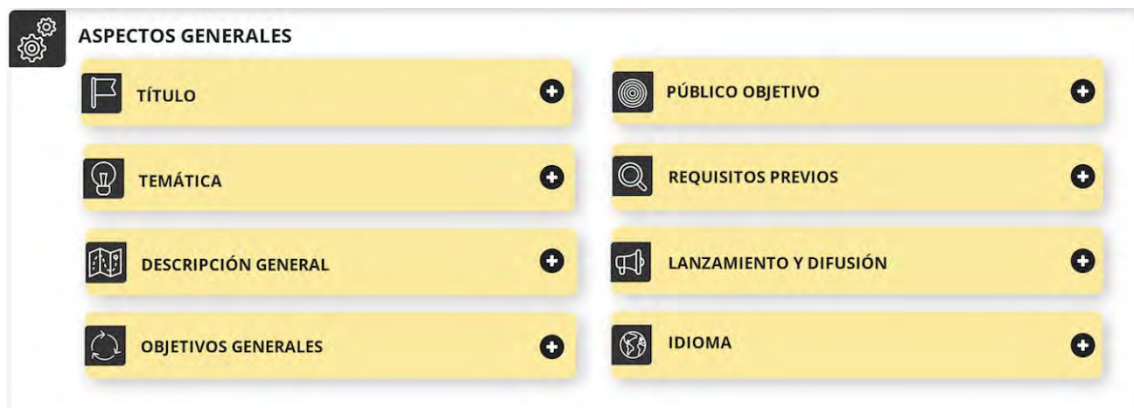 ASPECTOS GENERALES
TÍTULO
TEMÁTICA
DESCRIPCIÓN GENERAL
OBJETIVOS GENERALES
PÚBLICO OBJETIVO
REQUISITOS PREVIOS
LANZAMIENTO Y DIFUSIÓN
IDIOMA